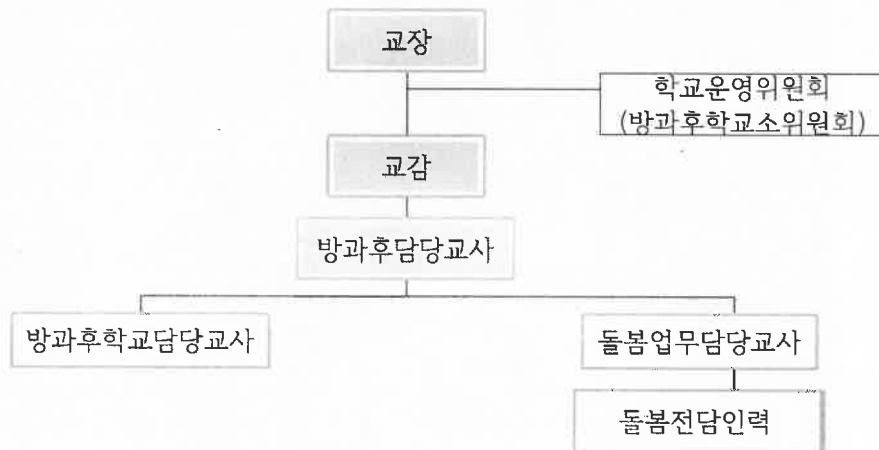 교장
학교운영위원회
(방과후학교소위원회)
교감
방과후담당교사
방과후학교담당교사
돌봄업무담당교사
돌봄전담인력